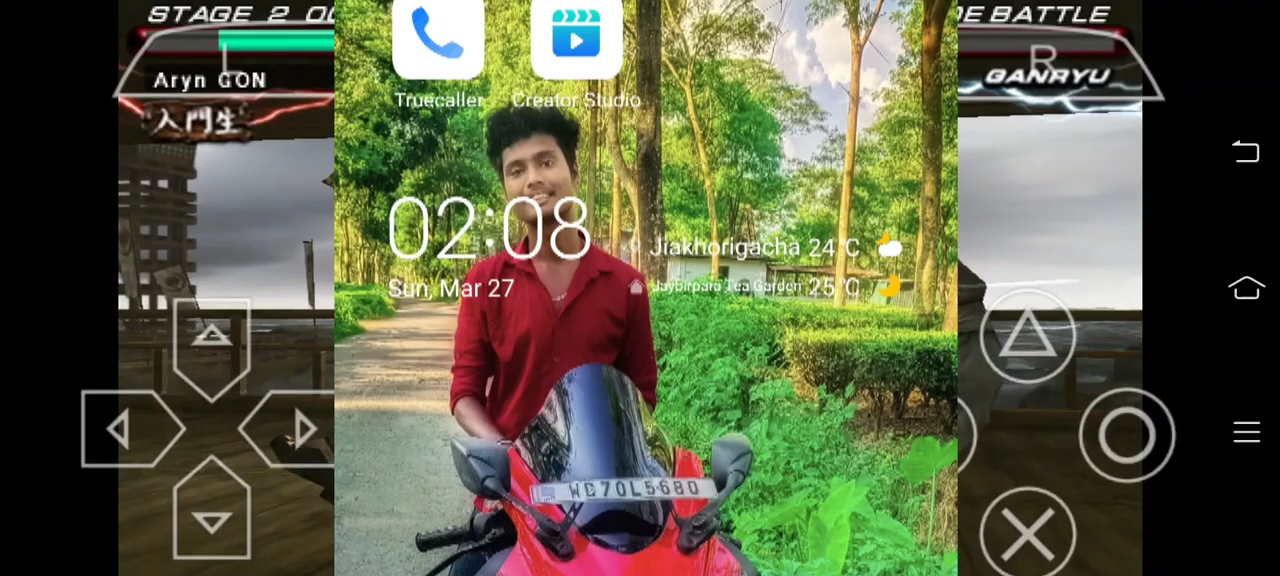 STAGE 2
DE BATTLE
L
R
Aryn GON
GANRYU
入門生
Truecaller
Creator Studio
02:08
Jiakhorigacha 24°C
Sun, Mar 27
Jaybirpara Tea Garden 25°C
WB70L5680